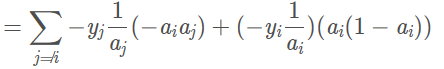 $= \sum_{j \neq i} -y_j \frac{1}{a_j}(-a_i a_j) + (-y_i \frac{1}{a_i})(a_i(1 - a_i))$